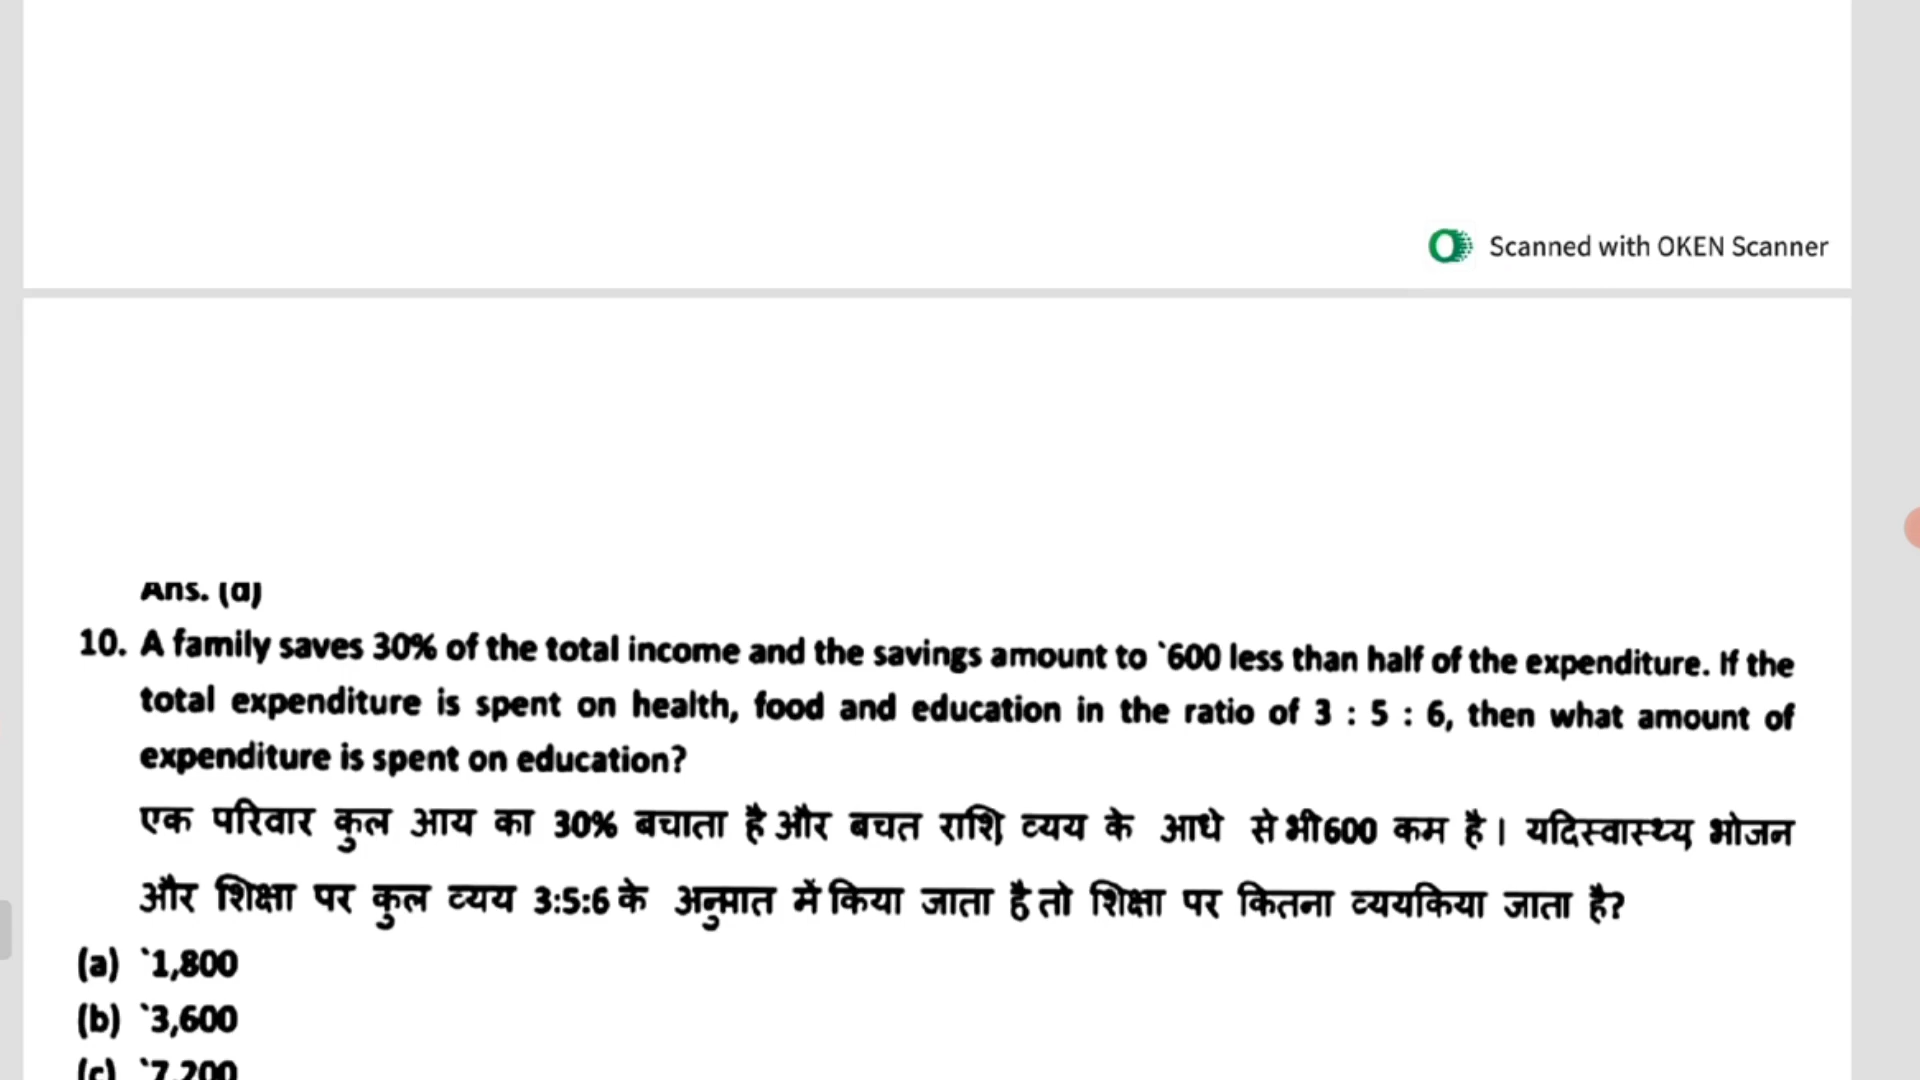 Scanned with OKEN Scanner
Ans. (d)
10. A family saves 30% of the total income and the savings amount to `600 less than half of the expenditure. If the
total expenditure is spent on health, food and education in the ratio of 3 : 5 : 6, then what amount of
expenditure is spent on education?
एक परिवार कुल आय का 30% बचाता है और बचत राशि, व्यय के आधे से भी600 कम है। यदिस्वास्थ्य, भोजन
और शिक्षा पर कुल व्यय 3:5:6 के अनुपात में किया जाता है तो शिक्षा पर कितना व्ययकिया जाता है?
(a) `1,800
(b) `3,600
(c) `7,200